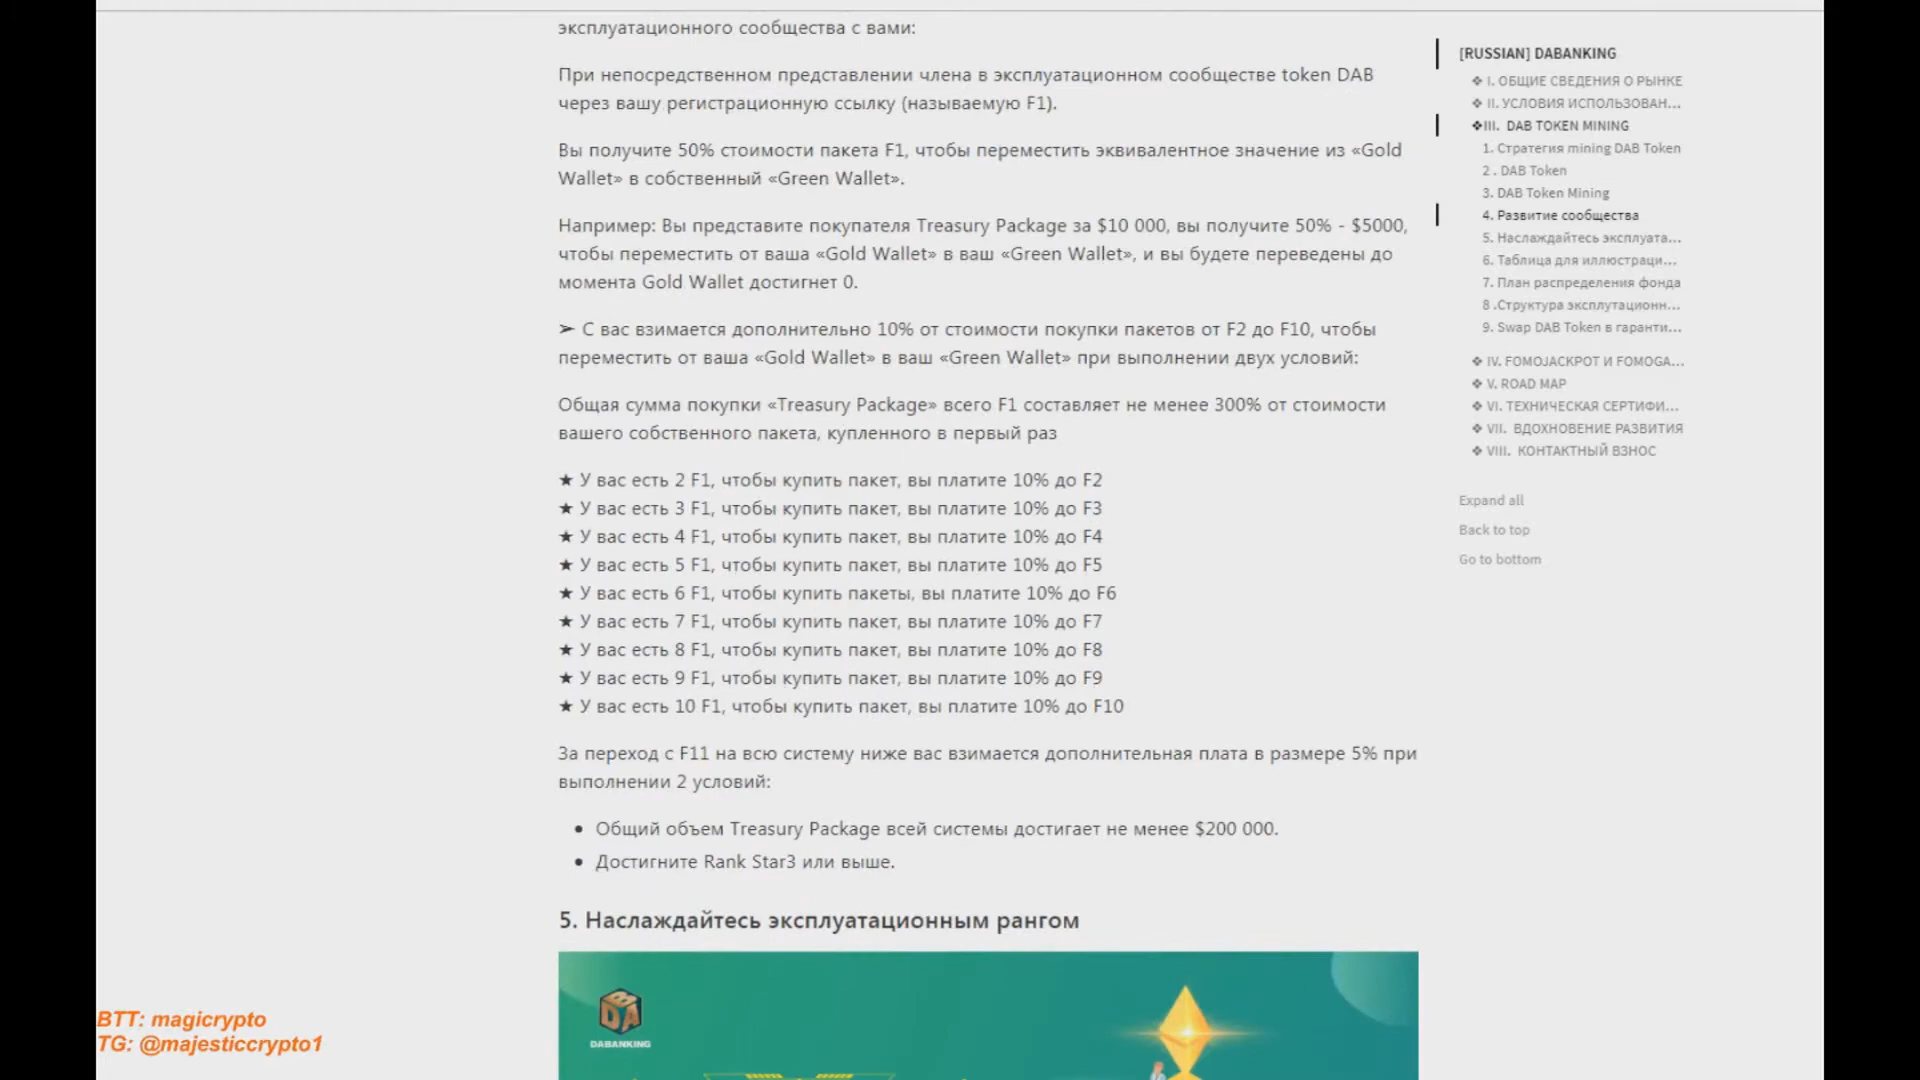 эксплуатационного сообщества с вами:
При непосредственном представлении члена в эксплуатационном сообществе token DAB
через вашу регистрационную ссылку (называемую F1).
Вы получите 50% стоимости пакета F1, чтобы переместить эквивалентное значение из «Gold
Wallet» в собственный «Green Wallet».
Например: Вы представите покупателя Treasury Package за $10 000, вы получите 50% - $5000,
чтобы переместить от ваша «Gold Wallet» в ваш «Green Wallet», и вы будете переведены до
момента Gold Wallet достигнет 0.
➢ С вас взимается дополнительно 10% от стоимости покупки пакетов от F2 до F10, чтобы
переместить от ваша «Gold Wallet» в ваш «Green Wallet» при выполнении двух условий:
Общая сумма покупки «Treasury Package» всего F1 составляет не менее 300% от стоимости
вашего собственного пакета, купленного в первый раз
★ У вас есть 2 F1, чтобы купить пакет, вы платите 10% до F2
★ У вас есть 3 F1, чтобы купить пакет, вы платите 10% до F3
★ У вас есть 4 F1, чтобы купить пакет, вы платите 10% до F4
★ У вас есть 5 F1, чтобы купить пакет, вы платите 10% до F5
★ У вас есть 6 F1, чтобы купить пакеты, вы платите 10% до F6
★ У вас есть 7 F1, чтобы купить пакет, вы платите 10% до F7
★ У вас есть 8 F1, чтобы купить пакет, вы платите 10% до F8
★ У вас есть 9 F1, чтобы купить пакет, вы платите 10% до F9
★ У вас есть 10 F1, чтобы купить пакет, вы платите 10% до F10
За переход с F11 на всю систему ниже вас взимается дополнительная плата в размере 5% при
выполнении 2 условий:
• Общий объем Treasury Package всей системы достигает не менее $200 000.
• Достигните Rank Star3 или выше.
5. Наслаждайтесь эксплуатационным рангом
DABANKING
[RUSSIAN] DABANKING
❖ I. ОБЩИЕ СВЕДЕНИЯ О РЫНКЕ
❖ II. УСЛОВИЯ ИСПОЛЬЗОВАН...
❖III. DAB TOKEN MINING
1. Стратегия mining DAB Token
2 . DAB Token
3. DAB Token Mining
4. Развитие сообщества
5. Наслаждайтесь эксплуата...
6. Таблица для иллюстраци...
7. План распределения фонда
8 .Структура эксплутационн...
9. Swap DAB Token в гаранти...
❖ IV. FOMOJACKPOT И FOMOGA...
❖ V. ROAD MAP
❖ VI. ТЕХНИЧЕСКАЯ СЕРТИФИ...
❖ VII. ВДОХНОВЕНИЕ РАЗВИТИЯ
❖ VIII. КОНТАКТНЫЙ ВЗНОС
Expand all
Back to top
Go to bottom
BTT: magicrypto
TG: @majesticcrypto1